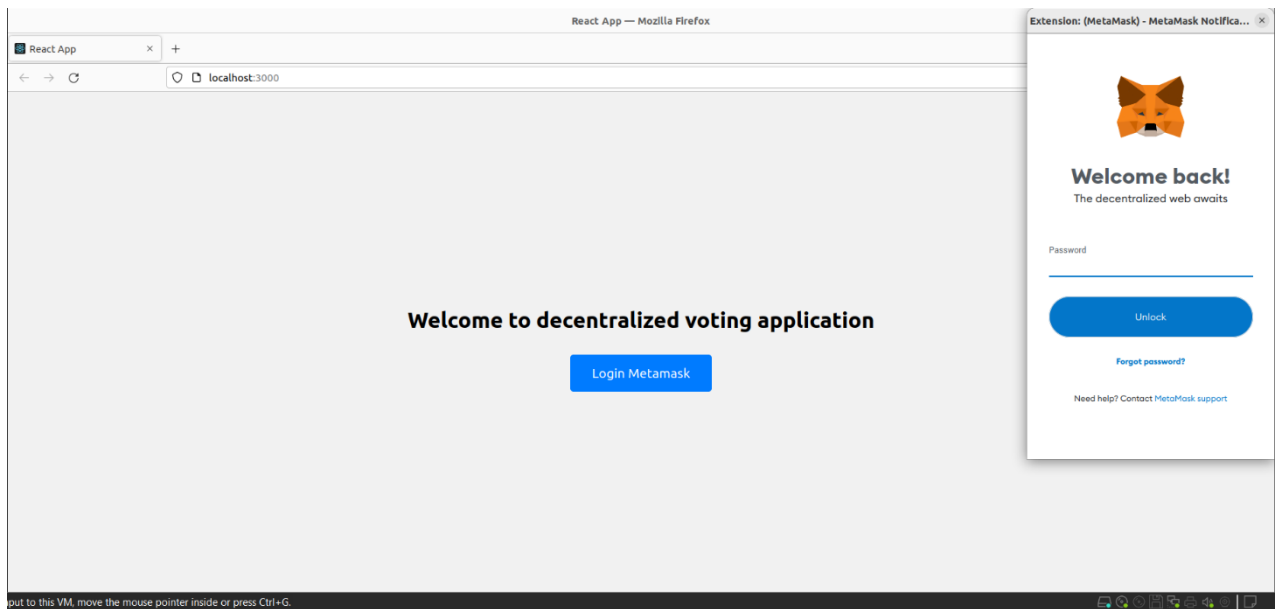 React App — Mozilla Firefox
Extension: (MetaMask) - MetaMask Notifica...
React App
localhost:3000
Welcome back!
The decentralized web awaits
Password
Unlock
Forgot password?
Need help? Contact MetaMask support
Welcome to decentralized voting application
Login Metamask
put to this VM, move the mouse pointer inside or press Ctrl+G.